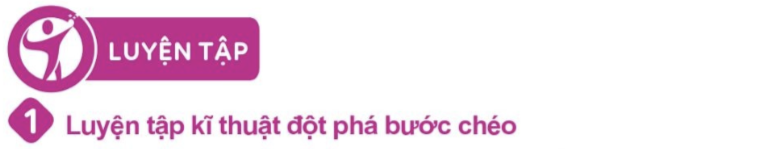 LUYỆN TẬP
1 Luyện tập kĩ thuật đột phá bước chéo